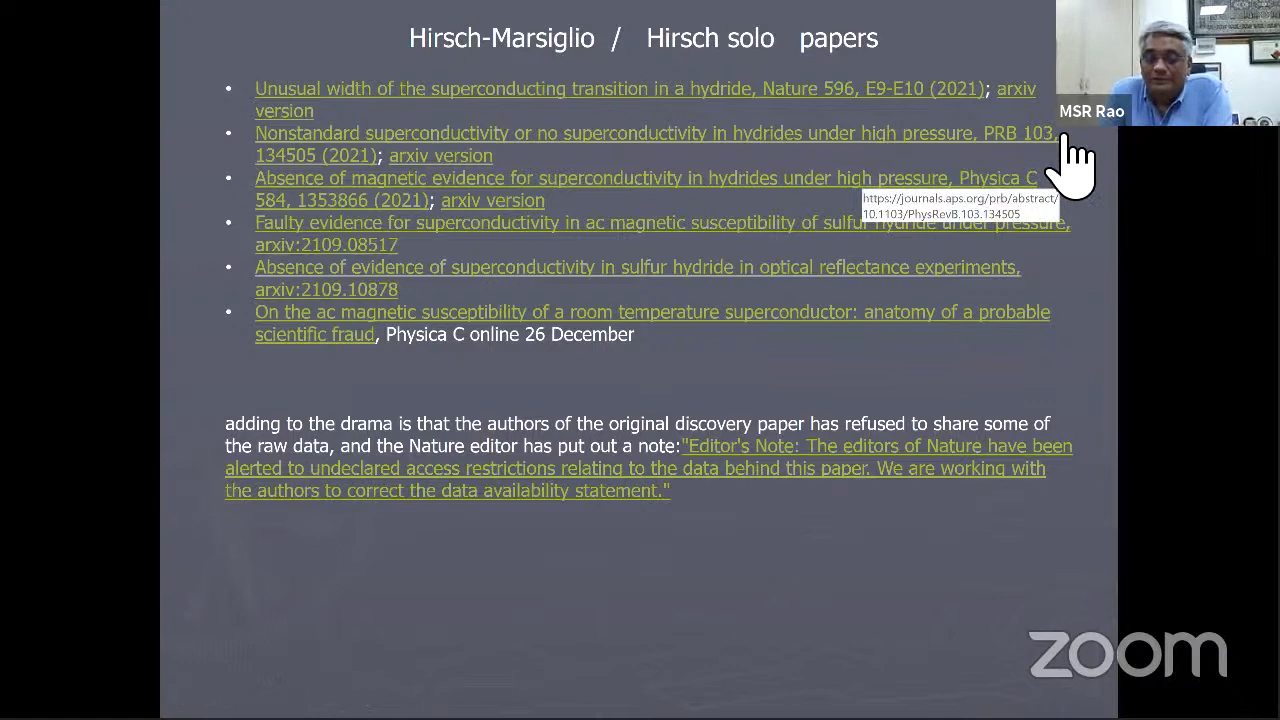 Hirsch-Marsiglio / Hirsch solo papers
• Unusual width of the superconducting transition in a hydride, Nature 596, E9-E10 (2021); arxiv
version
• Nonstandard superconductivity or no superconductivity in hydrides under high pressure, PRB 103,
134505 (2021); arxiv version
• Absence of magnetic evidence for superconductivity in hydrides under high pressure, Physica C
584, 1353866 (2021); arxiv version
• Faulty evidence for superconductivity in ac magnetic susceptibility of sulfur hydride under pressure,
arxiv:2109.08517
• Absence of evidence of superconductivity in sulfur hydride in optical reflectance experiments,
arxiv:2109.10878
• On the ac magnetic susceptibility of a room temperature superconductor: anatomy of a probable
scientific fraud, Physica C online 26 December
adding to the drama is that the authors of the original discovery paper has refused to share some of
the raw data, and the Nature editor has put out a note:"Editor's Note: The editors of Nature have been
alerted to undeclared access restrictions relating to the data behind this paper. We are working with
the authors to correct the data availability statement."
MSR Rao
https://journals.aps.org/prb/abstract/
10.1103/PhysRevB.103.134505
zoom